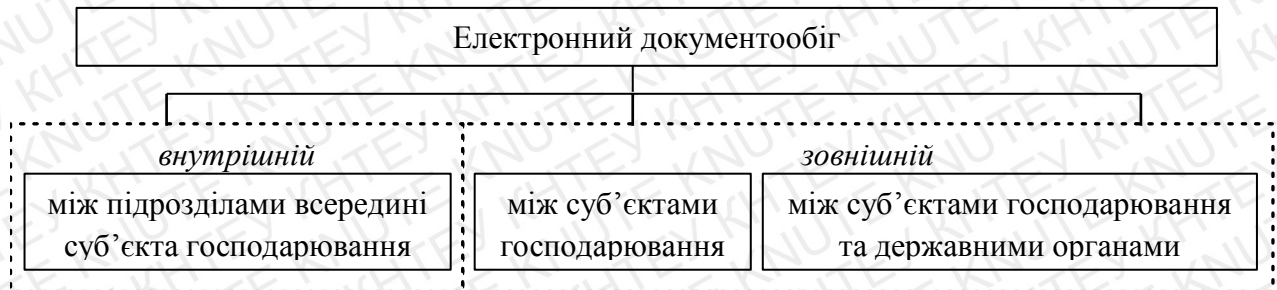 Електронний документообіг
внутрішній
зовнішній
між підрозділами всередині
суб’єкта господарювання
між суб’єктами
господарювання
між суб’єктами господарювання
та державними органами